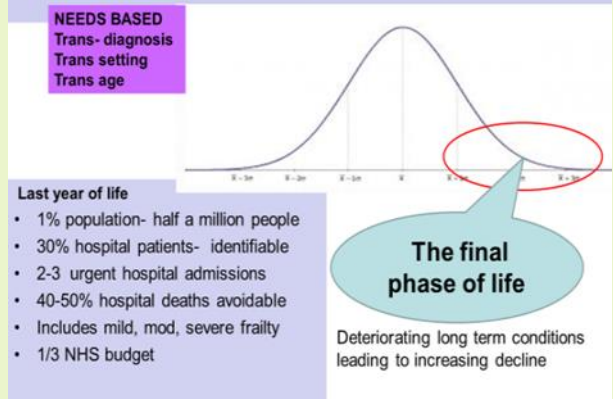 NEEDS BASED
Trans- diagnosis
Trans setting
Trans age
Last year of life
• 1% population- half a million people
• 30% hospital patients- identifiable
• 2-3 urgent hospital admissions
• 40-50% hospital deaths avoidable
• Includes mild, mod, severe frailty
• 1/3 NHS budget
The final
phase of life
Deteriorating long term conditions
leading to increasing decline